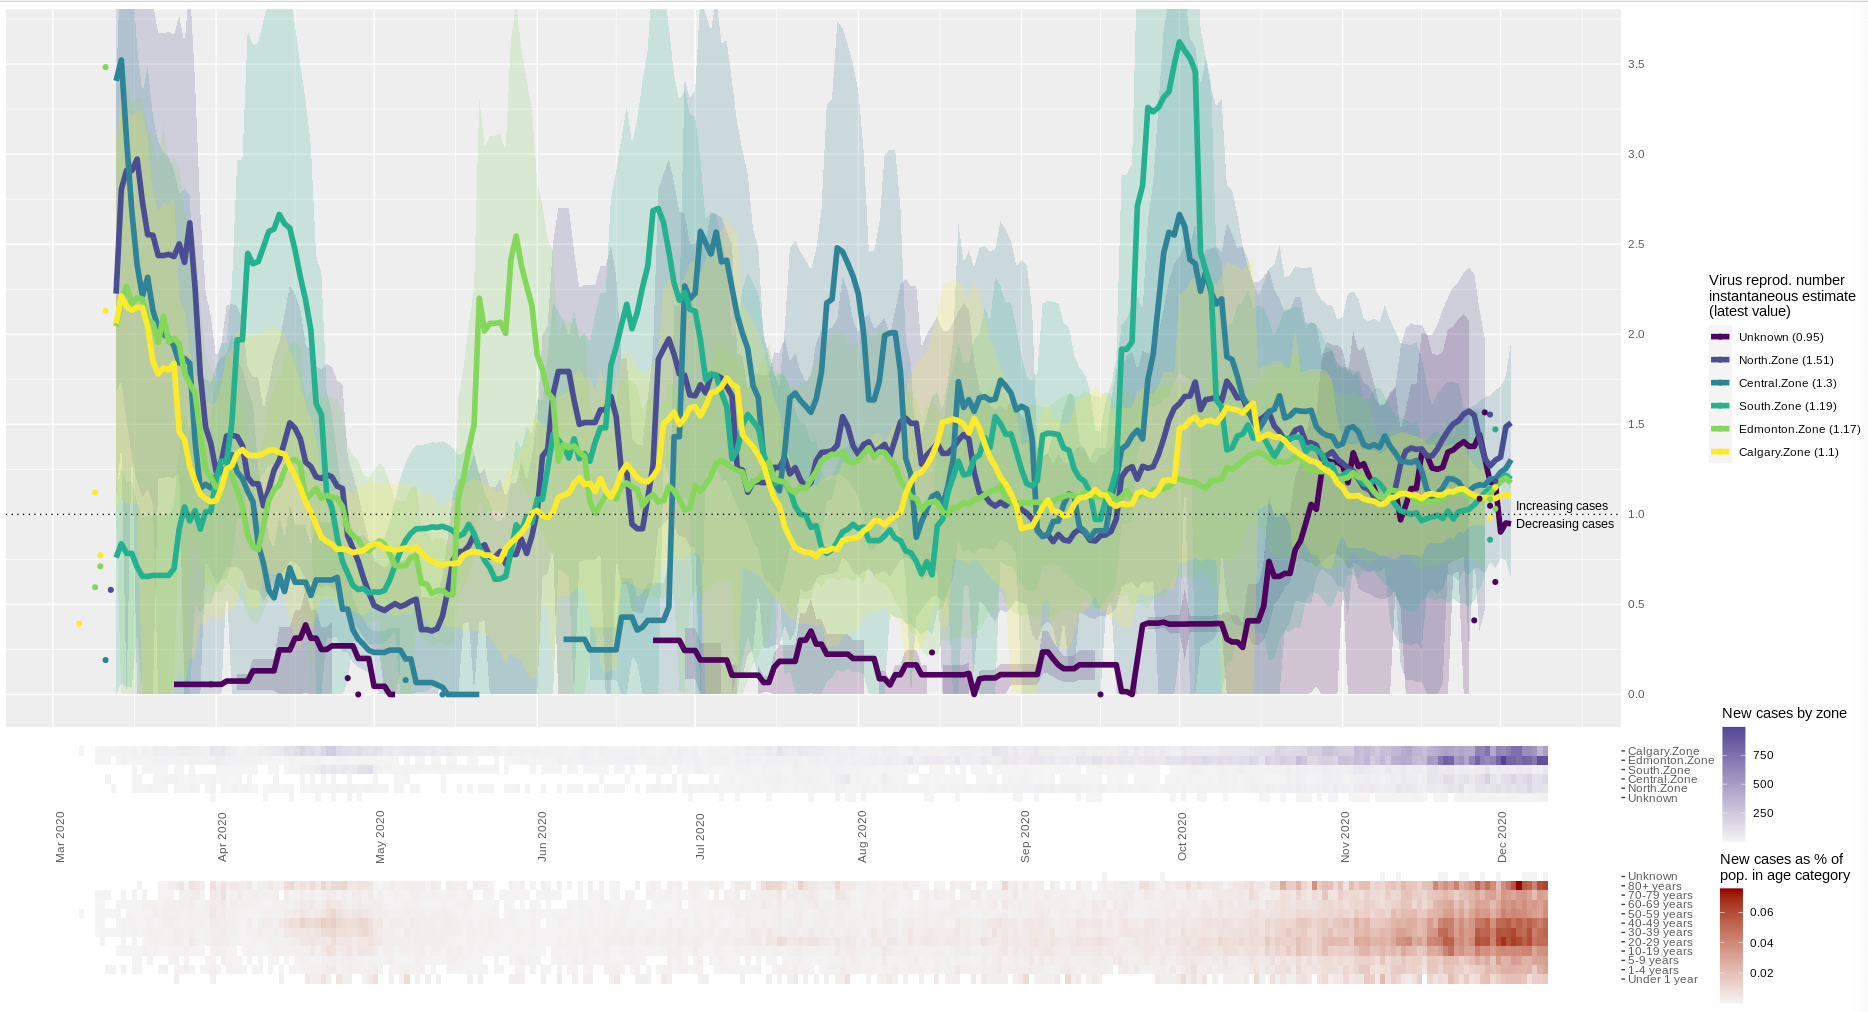 3.5
3.0
2.5
2.0
1.5
1.0
0.5
0.0
Increasing cases
Decreasing cases
Virus reprod. number
instantaneous estimate
(latest value)
Unknown (0.95)
North.Zone (1.51)
Central.Zone (1.3)
South.Zone (1.19)
Edmonton.Zone (1.17)
Calgary.Zone (1.1)
Calgary.Zone
Edmonton.Zone
South.Zone
Central.Zone
North.Zone
Unknown
New cases by zone
750
500
250
Mar 2020
Apr 2020
May 2020
Jun 2020
Jul 2020
Aug 2020
Sep 2020
Oct 2020
Nov 2020
Dec 2020
Unknown
80+ years
70-79 years
60-69 years
50-59 years
40-49 years
30-39 years
20-29 years
10-19 years
5-9 years
1-4 years
Under 1 year
New cases as % of
pop. in age category
0.06
0.04
0.02